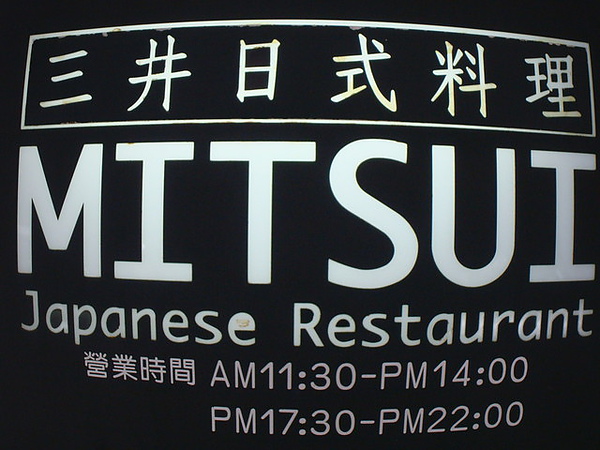 三井日式料理
MITSUI
Japanese Restaurant
營業時間 AM11:30-PM14:00
PM17:30-PM22:00